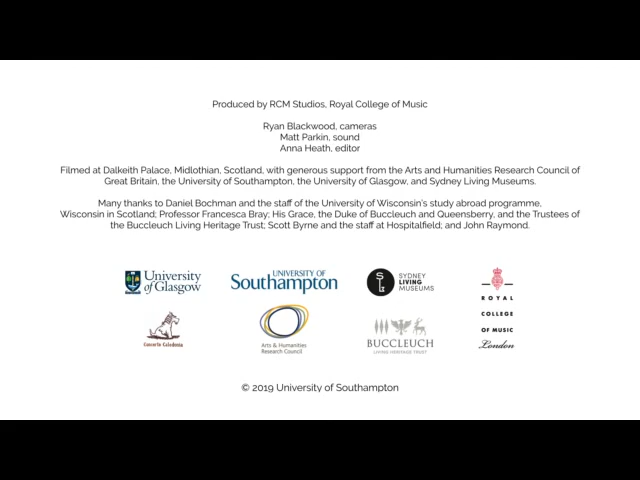 Produced by RCM Studios, Royal College of Music
Ryan Blackwood, cameras
Matt Parkin, sound
Anna Heath, editor
Filmed at Dalkeith Palace, Midlothian, Scotland, with generous support from the Arts and Humanities Research Council of
Great Britain, the University of Southampton, the University of Glasgow, and Sydney Living Museums.
Many thanks to Daniel Bochman and the staff of the University of Wisconsin's study abroad programme,
Wisconsin in Scotland; Professor Francesca Bray; His Grace, the Duke of Buccleuch and Queensberry, and the Trustees of
the Buccleuch Living Heritage Trust; Scott Byrne and the staff at Hospitalfield; and John Raymond.
University
of Glasgow
UNIVERSITY OF
Southampton
SYDNEY
LIVING
MUSEUMS
ROYAL
COLLEGE
OF MUSIC
London
Concerto Caledonia
Arts & Humanities
Research Council
BUCCLEUCH
LIVING HERITAGE TRUST
© 2019 University of Southampton